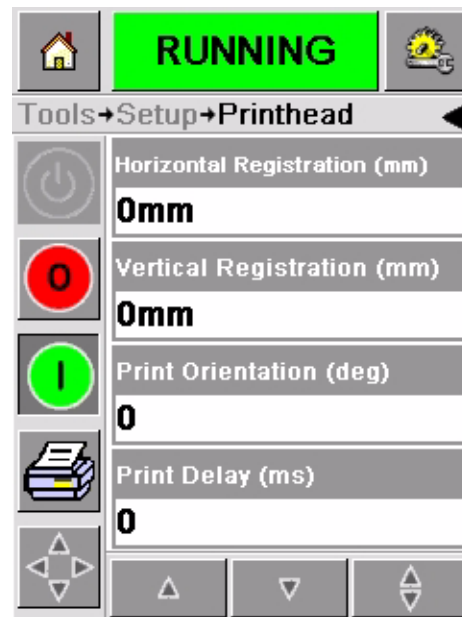 RUNNING
Tools→Setup→Printhead
Horizontal Registration (mm)
0mm
Vertical Registration (mm)
0mm
Print Orientation (deg)
0
Print Delay (ms)
0
O
I